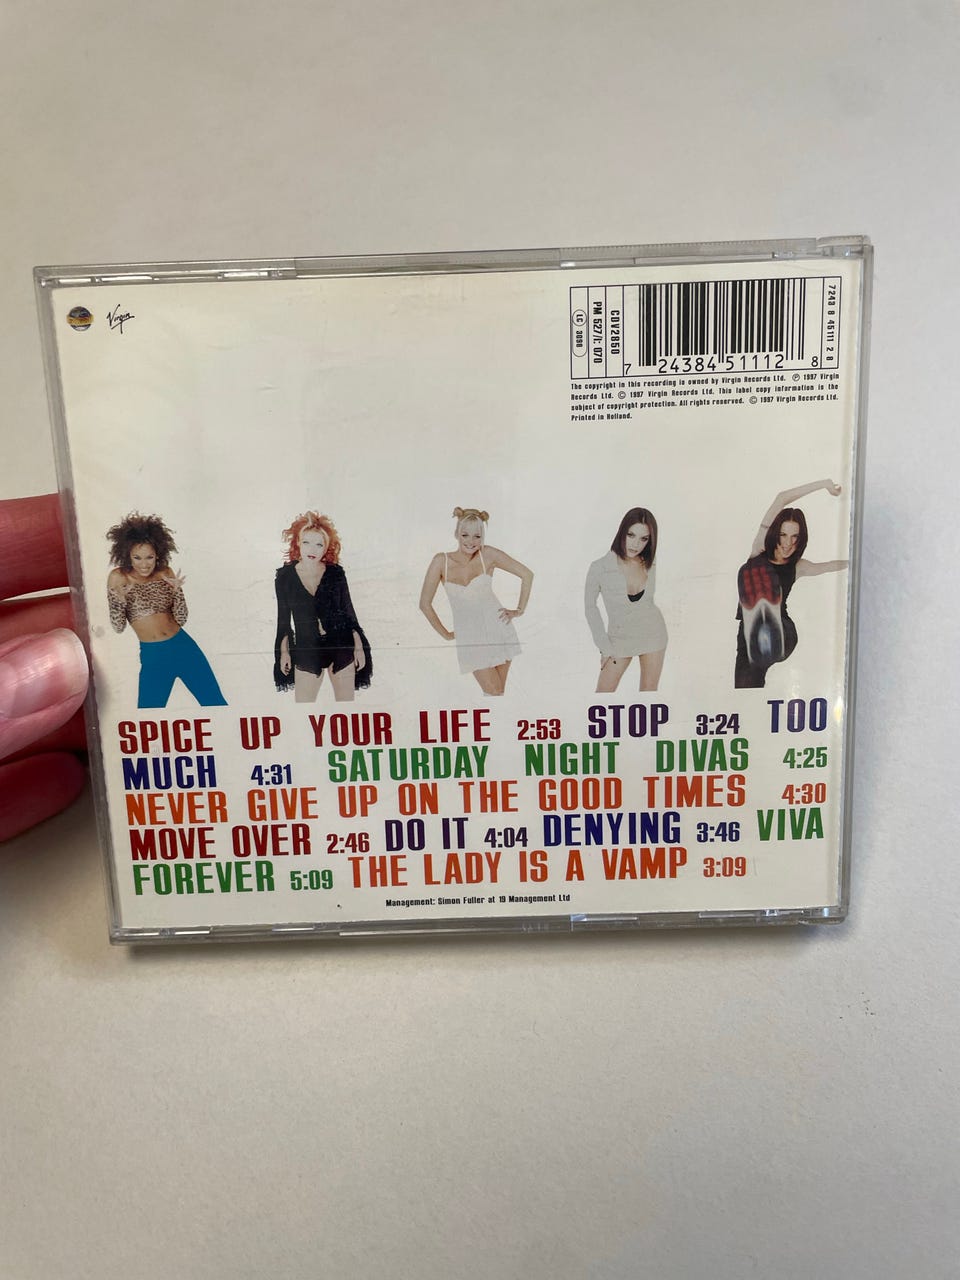 Virgin
CDV2850
PM 527/I: 070
LC 3098
7243 8 45111 2 8
7 24384 51112 8
The copyright in this recording is owned by Virgin Records Ltd. ℗ 1997 Virgin
Records Ltd. © 1997 Virgin Records Ltd. This label copy information is the
subject of copyright protection. All rights reserved. © 1997 Virgin Records Ltd.
Printed in Holland.
SPICE UP YOUR LIFE 2:53 STOP 3:24 TOO
MUCH 4:31 SATURDAY NIGHT DIVAS 4:25
NEVER GIVE UP ON THE GOOD TIMES 4:30
MOVE OVER 2:46 DO IT 4:04 DENYING 3:46 VIVA
FOREVER 5:09 THE LADY IS A VAMP 3:09
Management: Simon Fuller at 19 Management Ltd